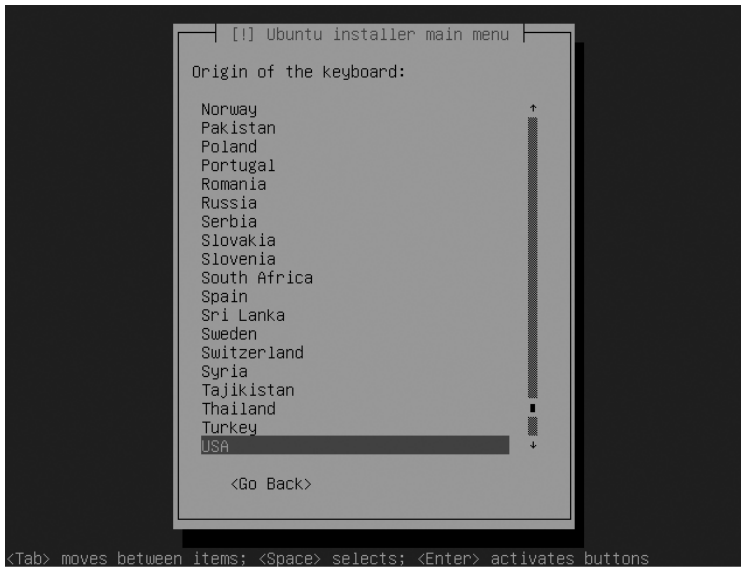 [!] Ubuntu installer main menu
Origin of the keyboard:
Norway
Pakistan
Poland
Portugal
Romania
Russia
Serbia
Slovakia
Slovenia
South Africa
Spain
Sri Lanka
Sweden
Switzerland
Syria
Tajikistan
Thailand
Turkey
USA
<Go Back>
<Tab> moves between items; <Space> selects; <Enter> activates buttons